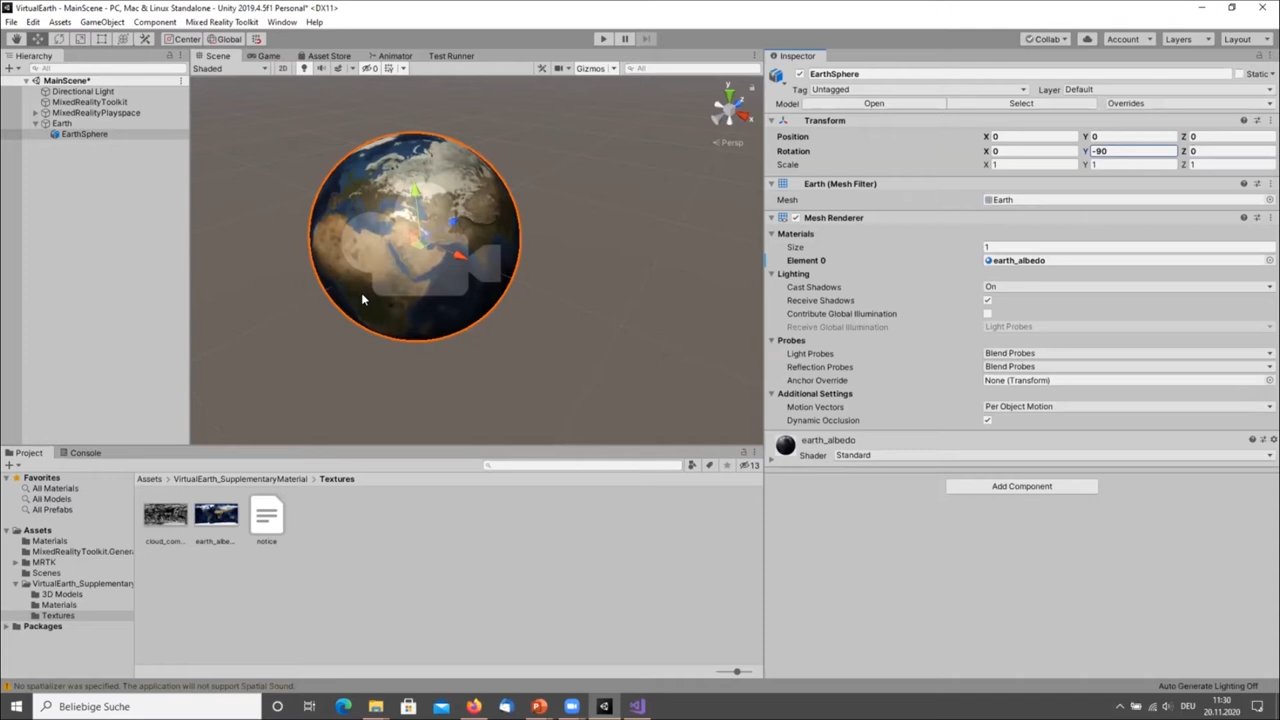 VirtualEarth - MainScene - PC, Mac & Linux Standalone - Unity 2019.4.5f1 Personal* <DX11>
File Edit Assets GameObject Component Mixed Reality Toolkit Window Help
Center Global Collab Account Layers Layout
Hierarchy
All
MainScene*
Directional Light
MixedRealityToolkit
MixedRealityPlayspace
Earth
EarthSphere
Scene Game Asset Store Animator Test Runner
Shaded 2D 0 Gizmos All
y
z
x
Persp
Inspector
EarthSphere Static
Tag Untagged Layer Default
Model Open Select Overrides
Transform
Position X 0 Y 0 Z 0
Rotation X 0 Y -90 Z 0
Scale X 1 Y 1 Z 1
Earth (Mesh Filter)
Mesh Earth
Mesh Renderer
Materials
Size 1
Element 0 earth_albedo
Lighting
Cast Shadows On
Receive Shadows
Contribute Global Illumination
Receive Global Illumination Light Probes
Probes
Light Probes Blend Probes
Reflection Probes Blend Probes
Anchor Override None (Transform)
Additional Settings
Motion Vectors Per Object Motion
Dynamic Occlusion
earth_albedo
Shader Standard
Add Component
Project Console
13
Favorites
All Materials
All Models
All Prefabs
Assets
Materials
MixedRealityToolkit.Gener
MRTK
Scenes
VirtualEarth_Supplementary
3D Models
Materials
Textures
Packages
Assets VirtualEarth_SupplementaryMaterial Textures
cloud_com... earth_albe... notice
No spatializer was specified. The application will not support Spatial Sound.
Auto Generate Lighting Off
Beliebige Suche
DEU
11:30
20.11.2020